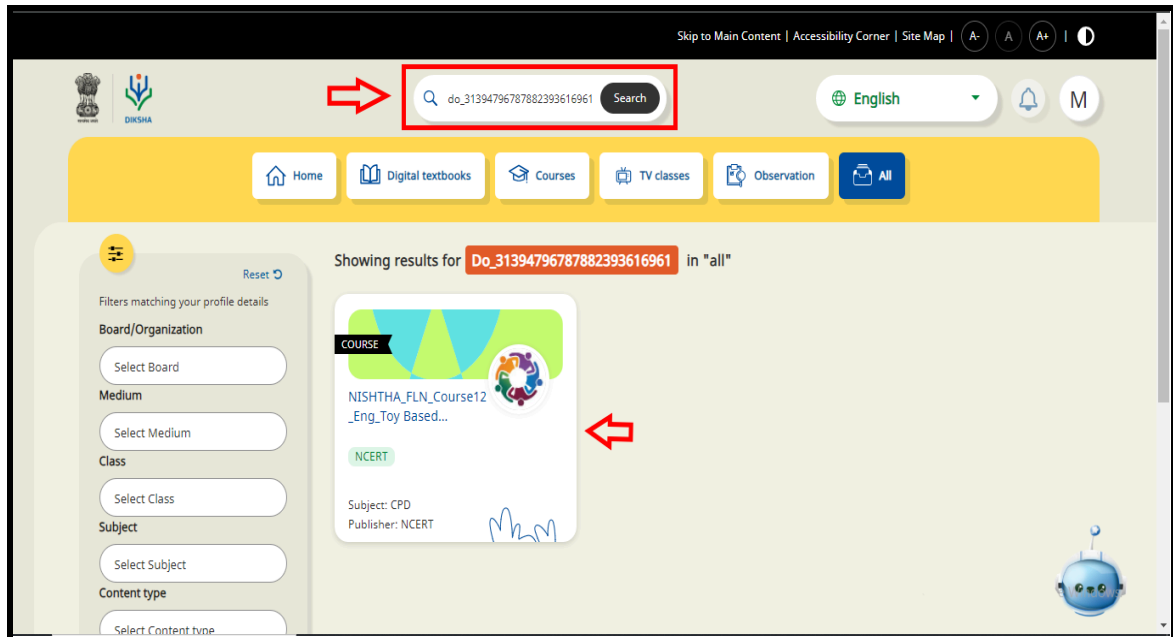 Skip to Main Content | Accessibility Corner | Site Map | A- A A+ |
DIKSHA
do_31394796787882393616961 Search
English
M
Home
Digital textbooks
Courses
TV classes
Observation
All
Reset
Filters matching your profile details
Board/Organization
Select Board
Medium
Select Medium
Class
Select Class
Subject
Select Subject
Content type
Select Content type
Showing results for Do_31394796787882393616961 in "all"
COURSE
NISHTHA_FLN_Course12
_Eng_Toy Based...
NCERT
Subject: CPD
Publisher: NCERT